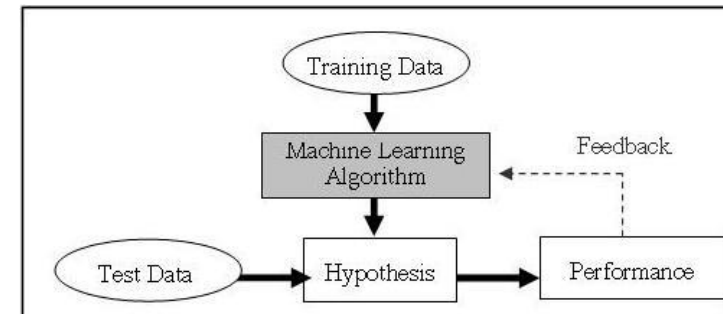 Training Data
Machine Learning
Algorithm
Feedback
Test Data
Hypothesis
Performance